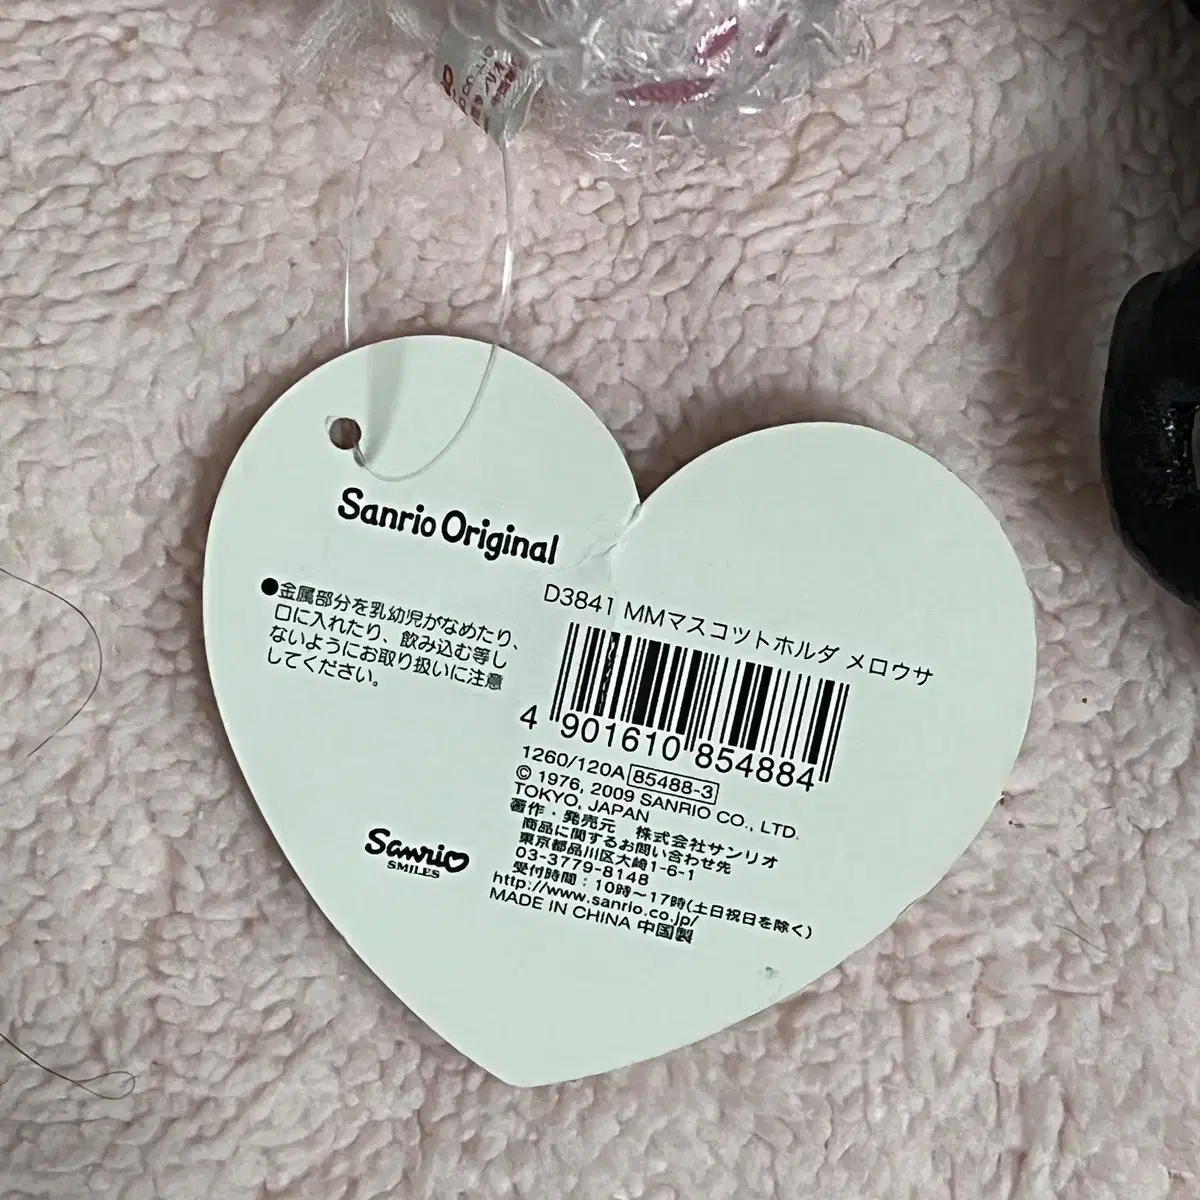 Sanrio Original
●金属部分を乳幼児がなめたり、
口に入れたり、飲み込む等し
ないようにお取り扱いに注意
してください。
D3841 MMマスコットホルダ メロウサ
4 901610 854884
1260/120A 85488-3
© 1976, 2009 SANRIO CO., LTD.
TOKYO, JAPAN
著作・発売元 株式会社サンリオ
商品に関するお問い合わせ先
東京都品川区大崎1-6-1
03-3779-8148
受付時間:10時~17時(土日祝日を除く)
http://www.sanrio.co.jp/
MADE IN CHINA 中国製
Sanrio
SMILES